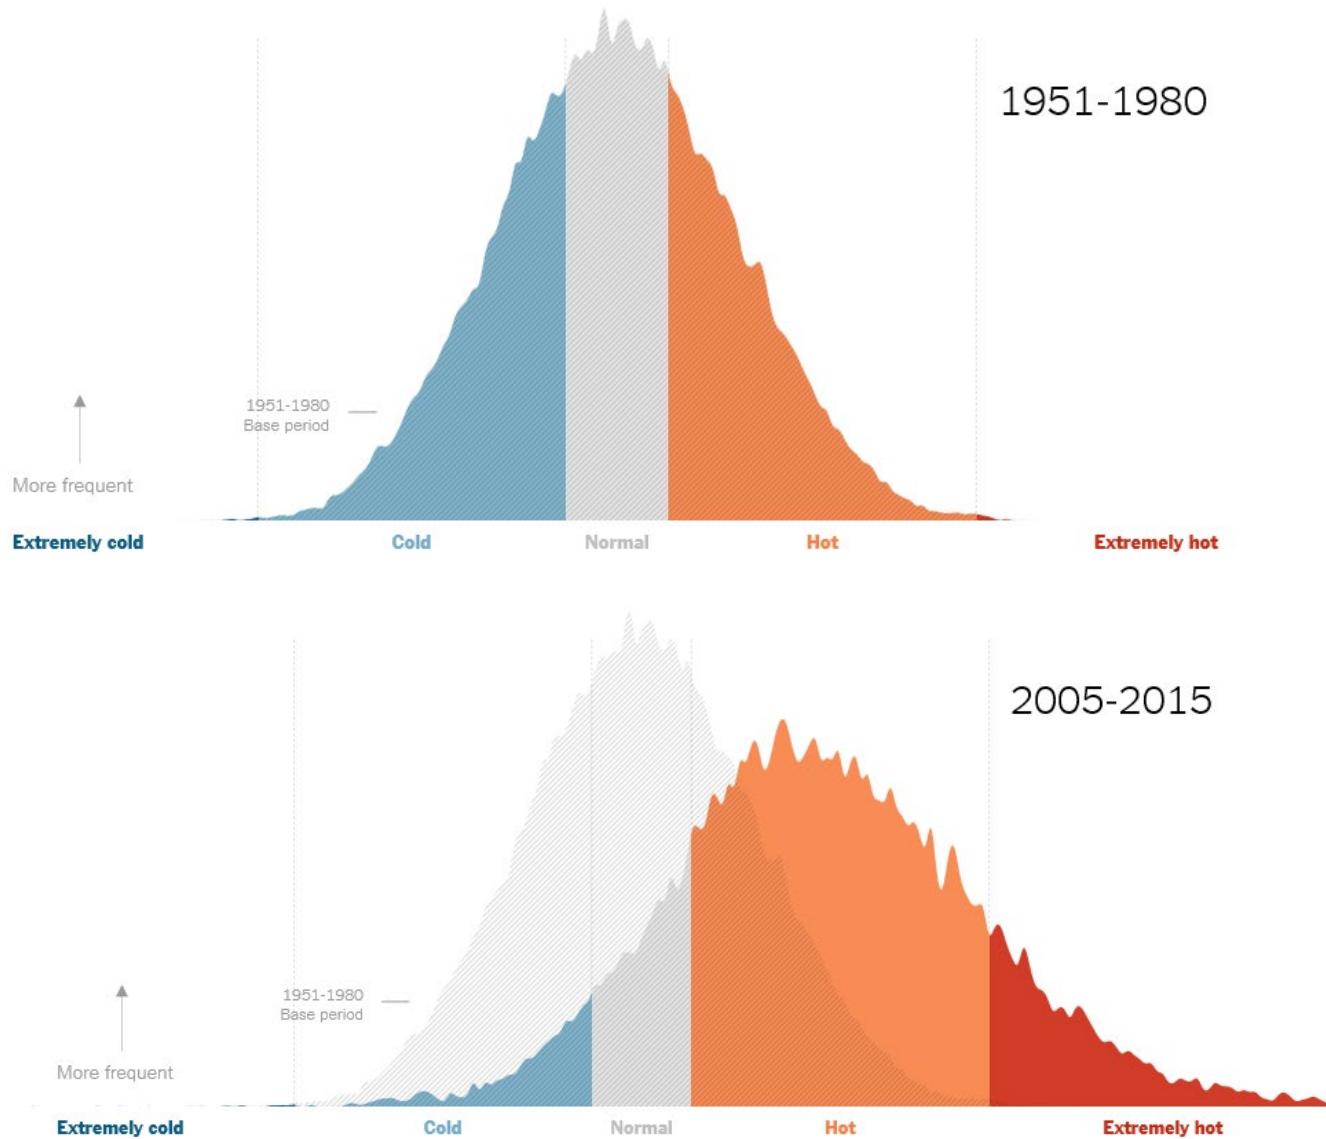 1951-1980
1951-1980
Base period
More frequent
Extremely cold Cold Normal Hot Extremely hot
2005-2015
1951-1980
Base period
More frequent
Extremely cold Cold Normal Hot Extremely hot